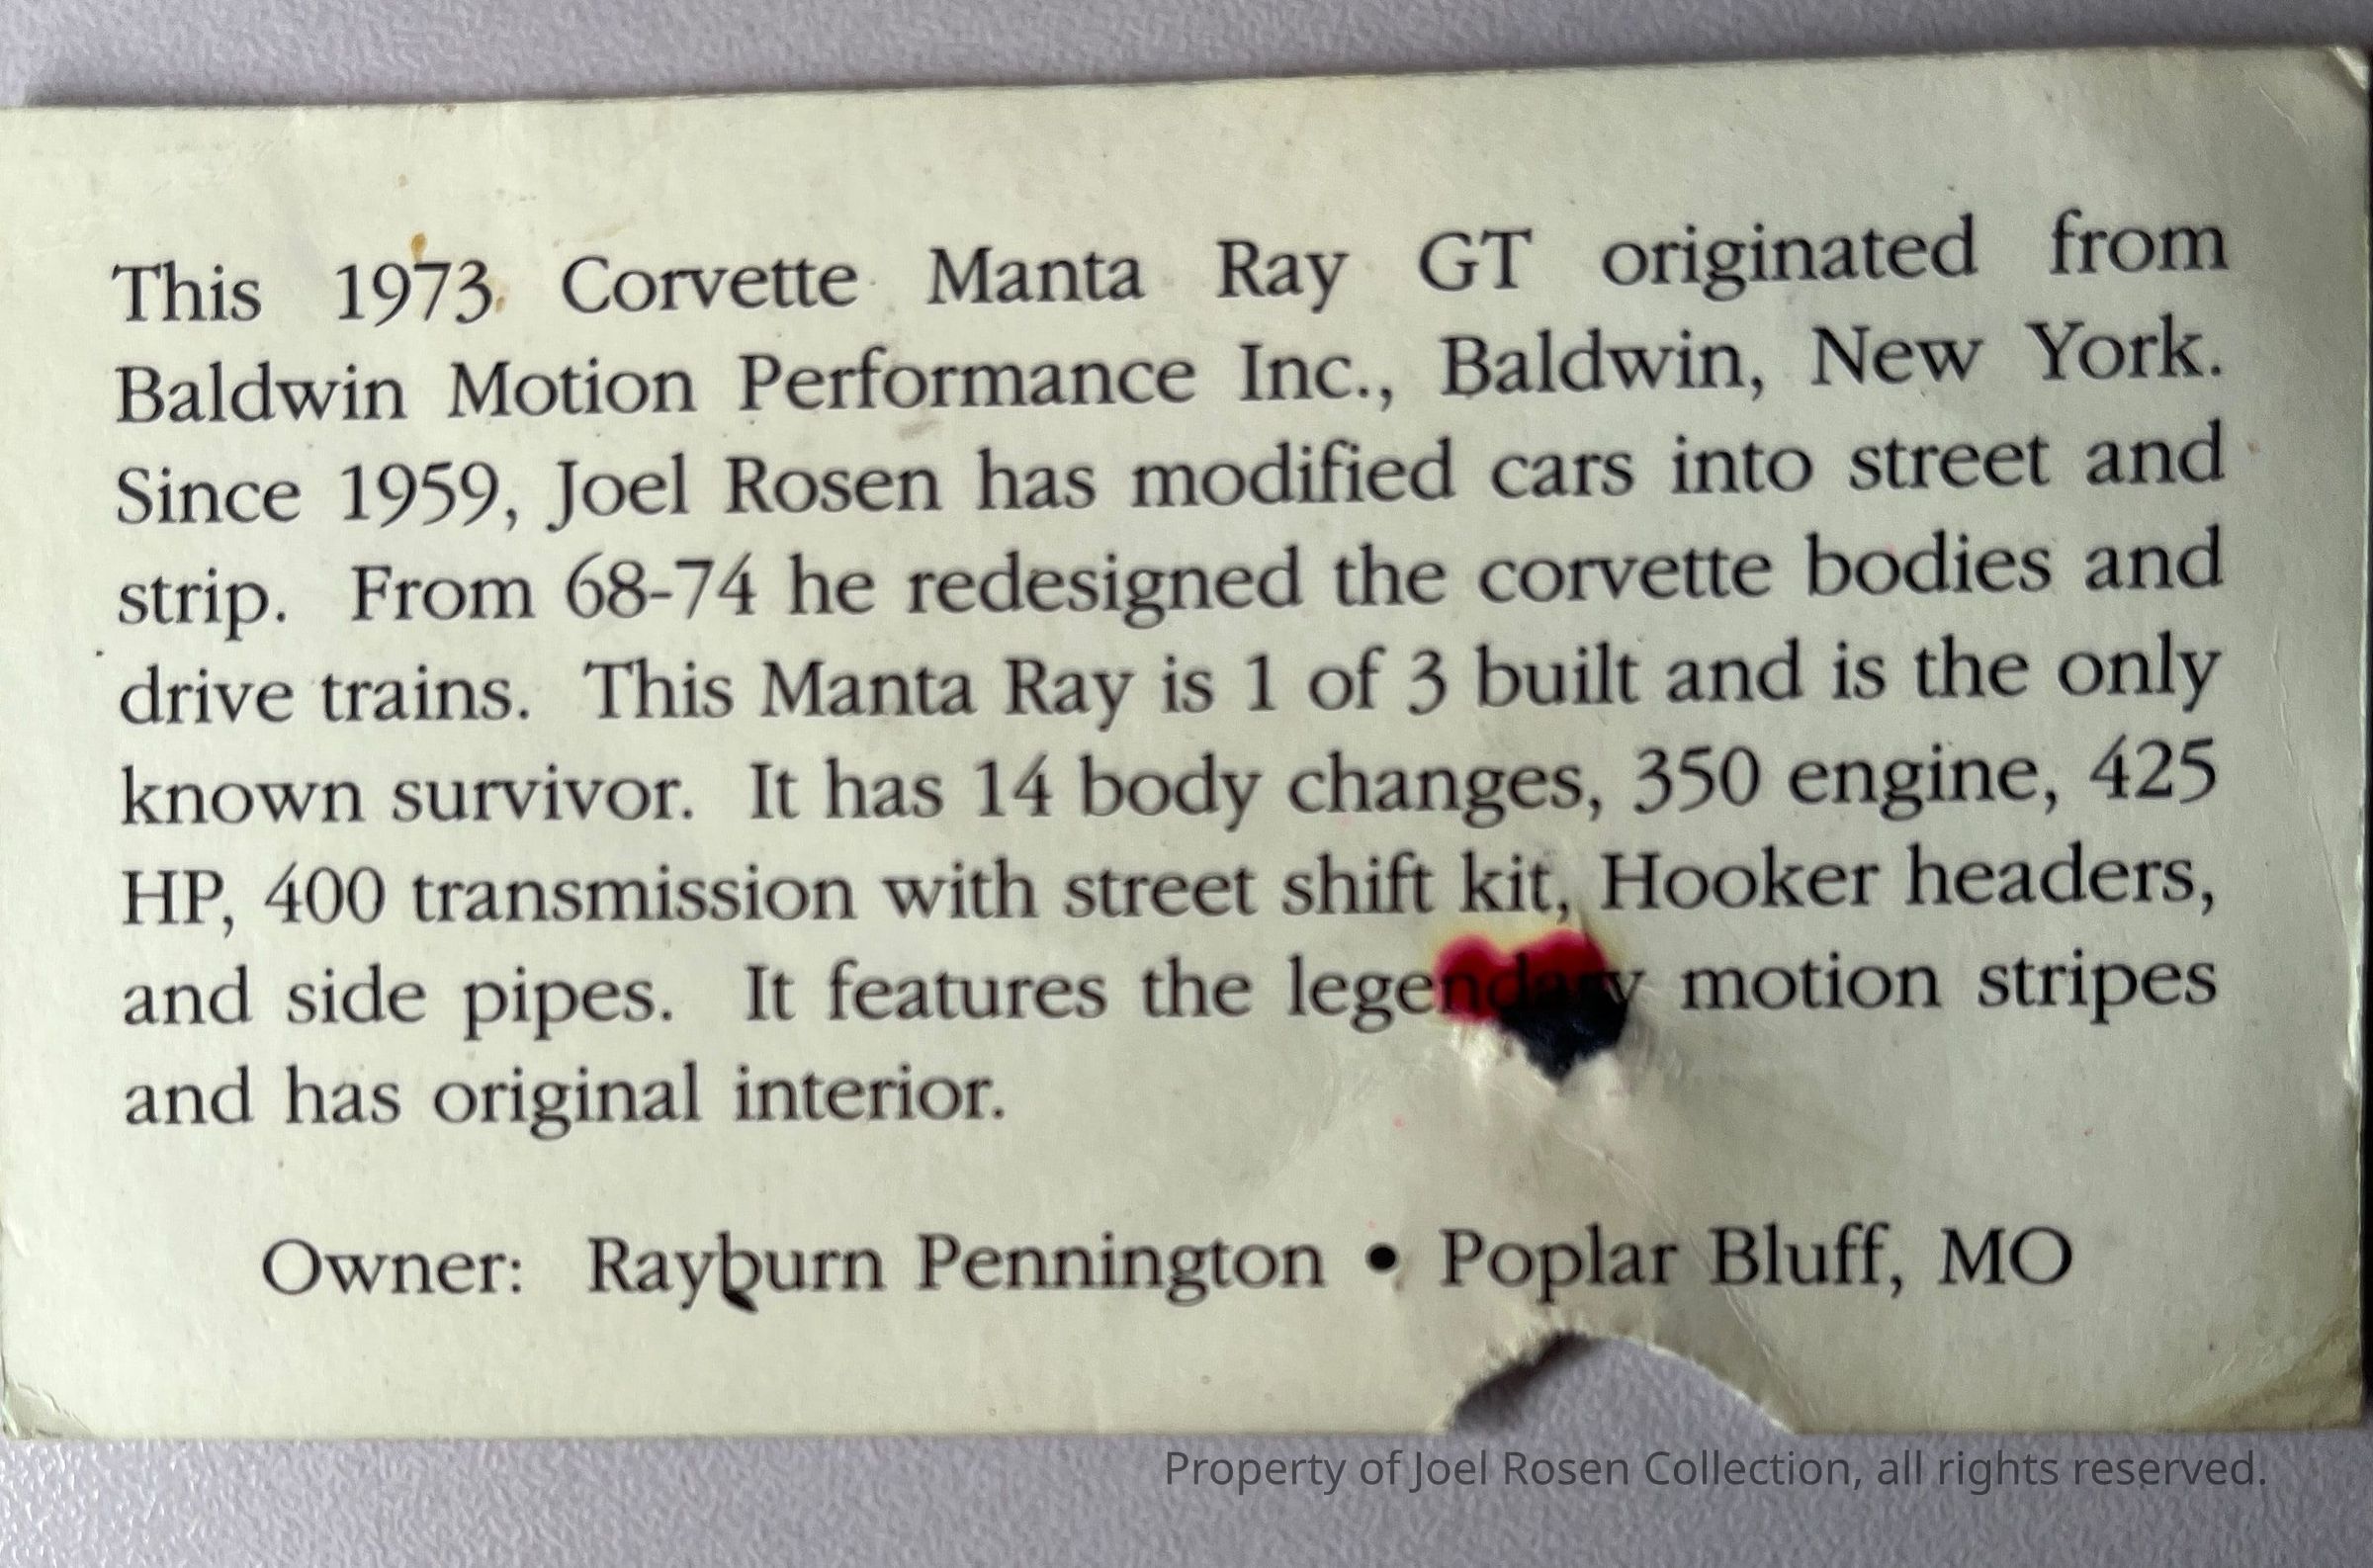 This 1973 Corvette Manta Ray GT originated from
Baldwin Motion Performance Inc., Baldwin, New York.
Since 1959, Joel Rosen has modified cars into street and
strip. From 68-74 he redesigned the corvette bodies and
drive trains. This Manta Ray is 1 of 3 built and is the only
known survivor. It has 14 body changes, 350 engine, 425
HP, 400 transmission with street shift kit, Hooker headers,
and side pipes. It features the legendary motion stripes
and has original interior.
Owner: Rayburn Pennington • Poplar Bluff, MO
Property of Joel Rosen Collection, all rights reserved.